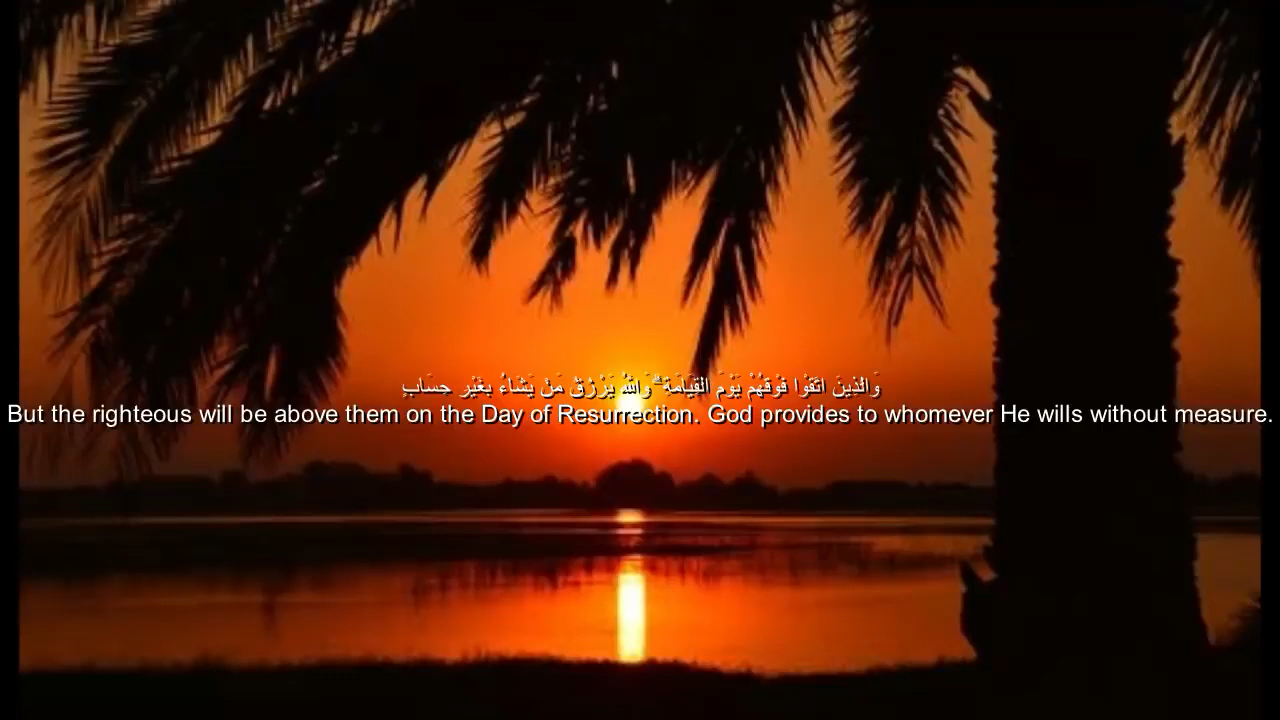 وَالَّذِينَ اتَّقَوْا فَوْقَهُمْ يَوْمَ الْقِيَامَةِ ۗ وَاللَّهُ يَرْزُقُ مَنْ يَشَاءُ بِغَيْرِ حِسَابٍ
But the righteous will be above them on the Day of Resurrection. God provides to whomever He wills without measure.